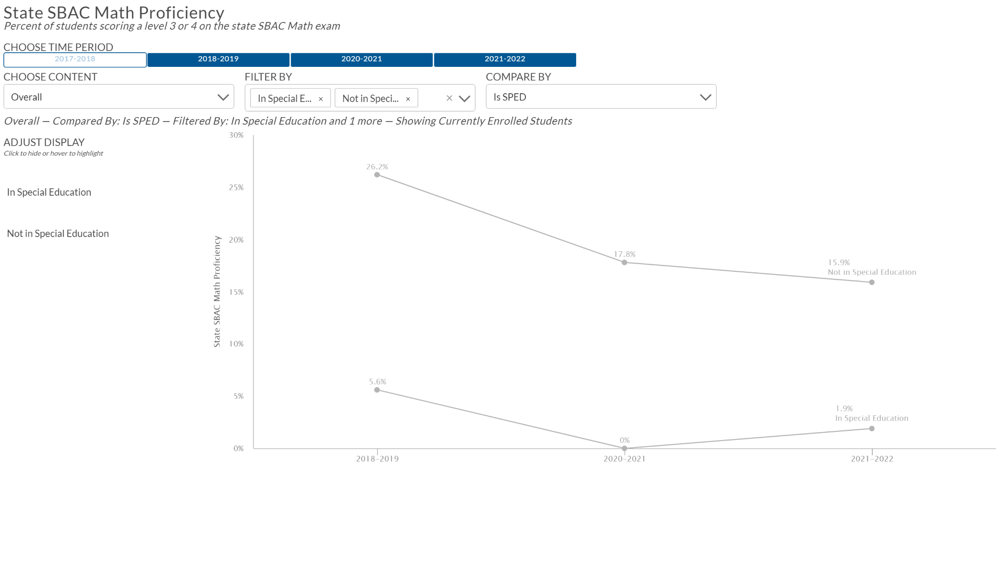 State SBAC Math Proficiency
Percent of students scoring a level 3 or 4 on the state SBAC Math exam
CHOOSE TIME PERIOD
2017-2018 2018-2019 2020-2021 2021-2022
CHOOSE CONTENT FILTER BY COMPARE BY
Overall In Special E... × Not in Speci... × × Is SPED
Overall — Compared By: Is SPED — Filtered By: In Special Education and 1 more — Showing Currently Enrolled Students
ADJUST DISPLAY
Click to hide or hover to highlight
In Special Education
Not in Special Education
State SBAC Math Proficiency
30%
25%
20%
15%
10%
5%
0%
26.2%
17.8%
15.9%
Not in Special Education
5.6%
0%
1.9%
In Special Education
2018-2019 2020-2021 2021-2022